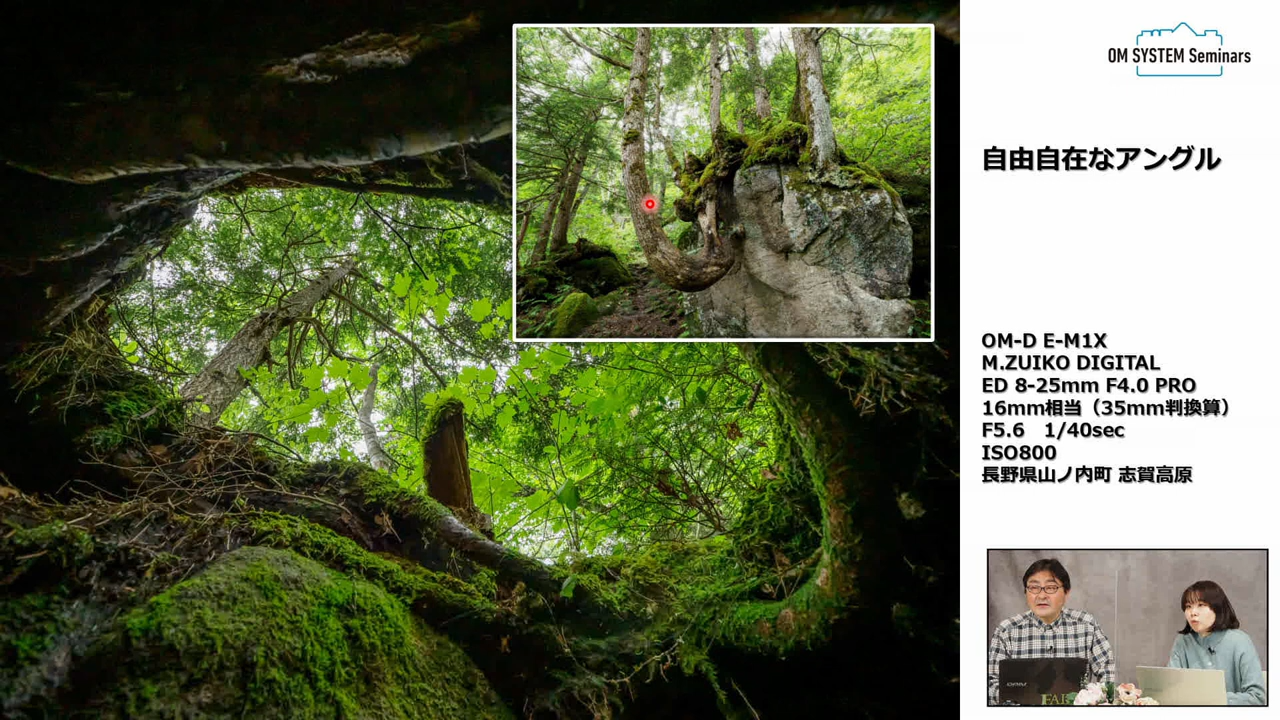 OM SYSTEM Seminars
自由自在なアングル
OM-D E-M1X
M.ZUIKO DIGITAL
ED 8-25mm F4.0 PRO
16mm相当（35mm判換算）
F5.6 1/40sec
ISO800
長野県山ノ内町 志賀高原